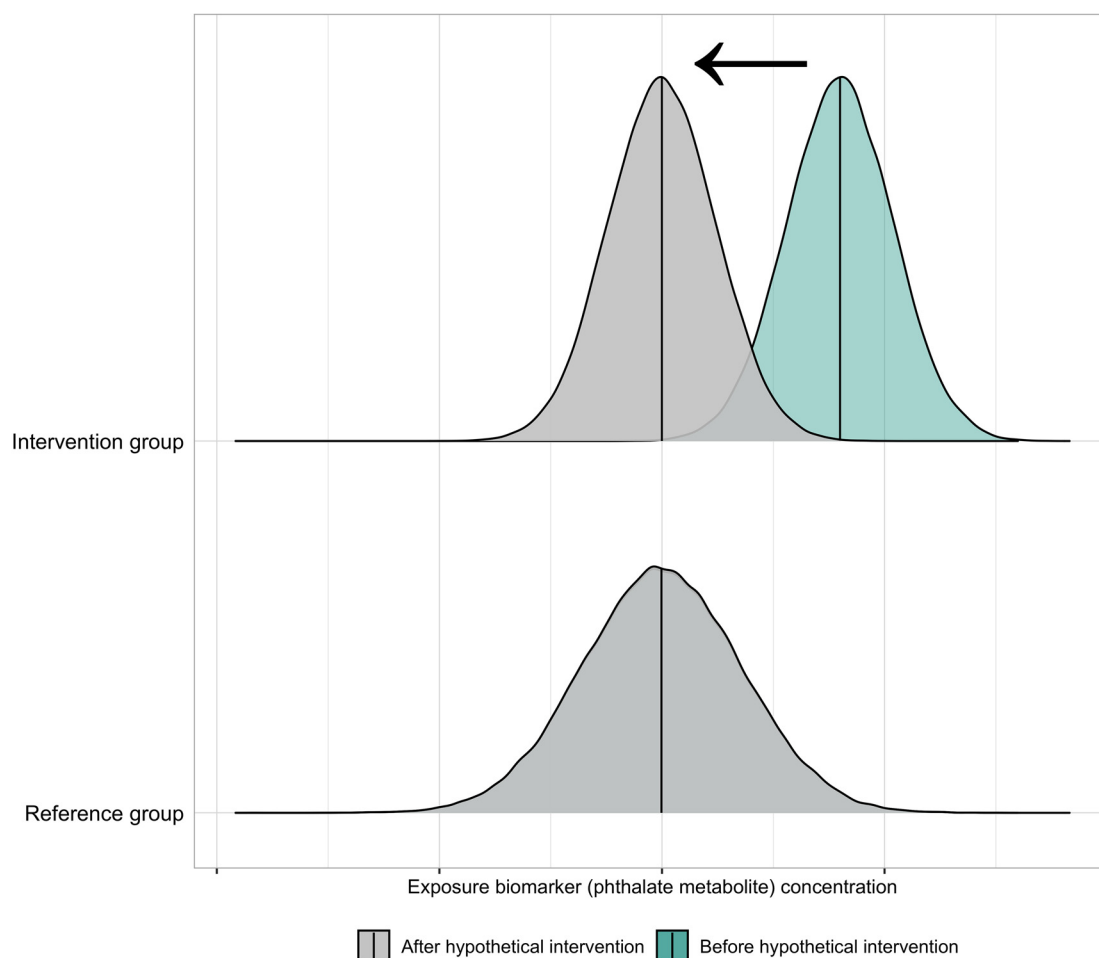 Intervention group
Reference group
Exposure biomarker (phthalate metabolite) concentration
After hypothetical intervention Before hypothetical intervention